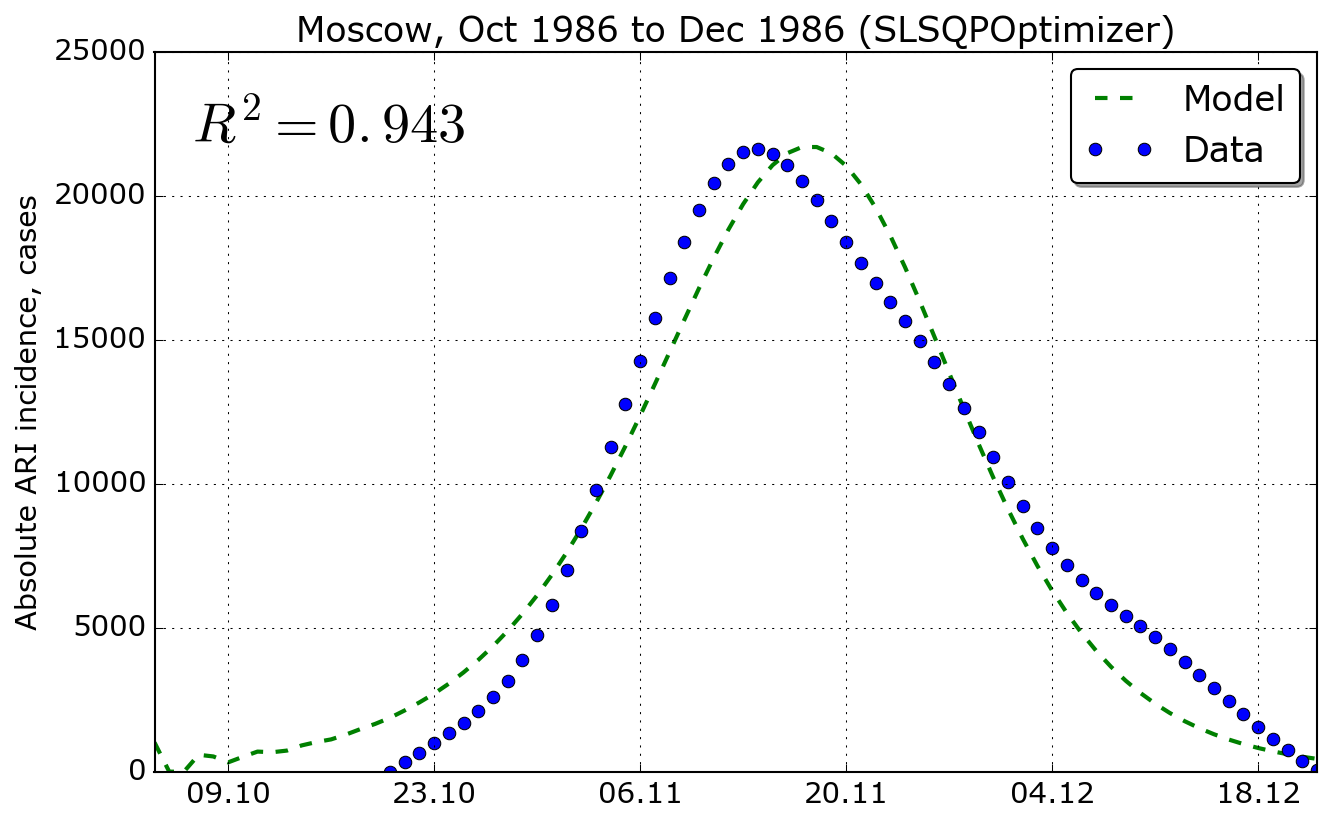 Moscow, Oct 1986 to Dec 1986 (SLSQPOptimizer)
R² = 0.943
Model
Data
Absolute ARI incidence, cases
25000
20000
15000
10000
5000
0
09.10 23.10 06.11 20.11 04.12 18.12